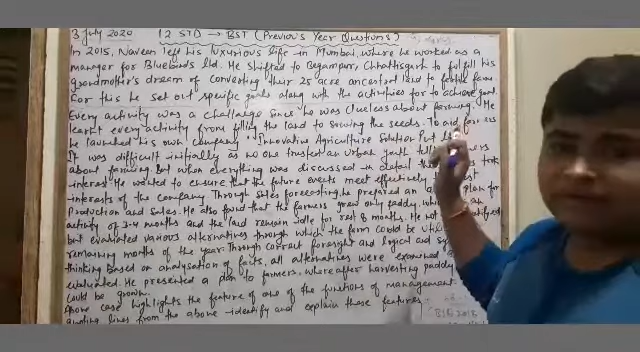 3 July 2020 12 STD → BST (Previous Year Questions)
In 2015, Naveen left his luxurious life in Mumbai, where he worked as a
manager for Bluebirds Ltd. He shifted to Begampur, Chhattisgarh to fulfill his
grandmother's dream of converting their 25 acre ancestral land to fertile farm
For this he set out specific goals along with the activities for to achieve goal.
Every activity was a challenge since he was clueless about farming. He
learnt every activity from filling the land to sowing the seeds. To aid farmers
he launched his own company 'Innovative Agriculture Solution Pvt
It was difficult initially as no one trusted an urban
about farming. But when everything was discussed in detail
interest. He wanted to ensure that the future events meet effectively
interests of the company. Through sales forecasting, he prepared an plan for
Production and Sales. He also found that the farmers grew only paddy, which
activity of 3-4 months and the land remain idle for rest 8 months. He not
but evaluated various alternatives through which the farm could be
remaining months of the year. Through correct foresight and logical and
thinking based on analysation of facts, all alternatives were examined
evaluated. He presented a plan to farmers, where after harvesting paddy
could be grown.
Above case highlights the feature of one of the functions of management.
quoting lines from the above identify and explain these features